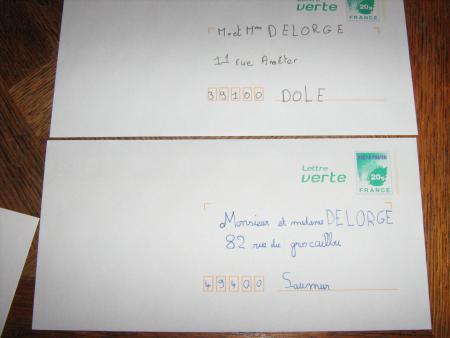 20g
FRANCE
Lettre
verte
M. et Mme DELORGE
11 rue
39100 DOLE
Lettre
verte
20g
FRANCE
Monsieur et madame DELORGE
82 rue du gros caillou
49400 Saumur